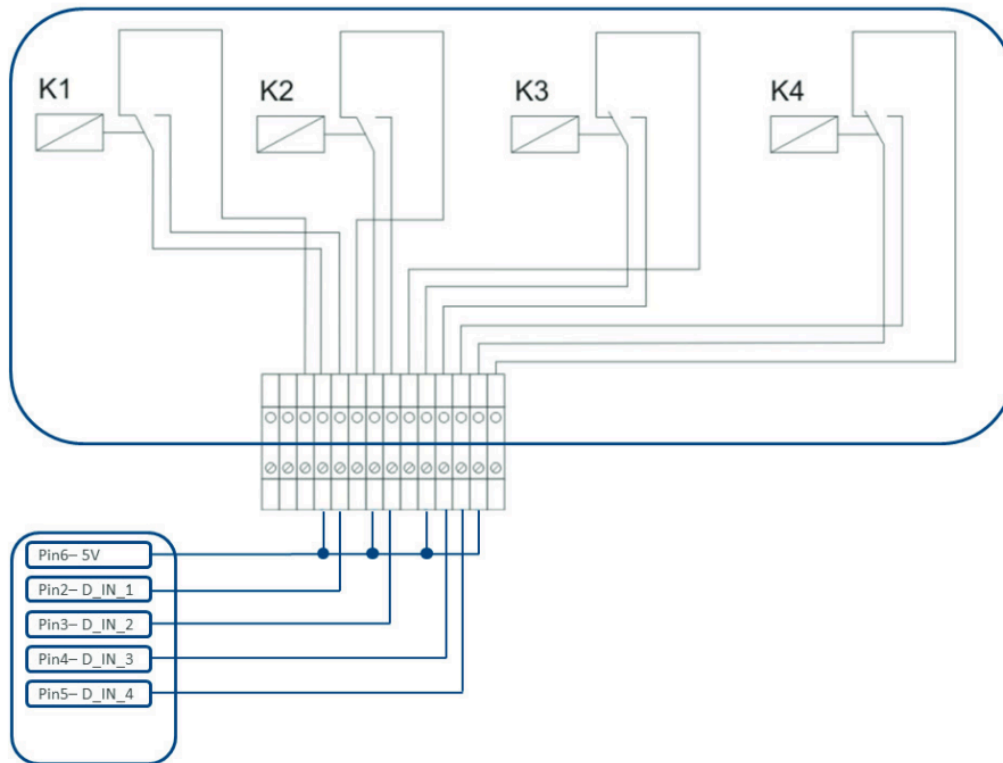 K1
K2
K3
K4
Pin6– 5V
Pin2– D_IN_1
Pin3– D_IN_2
Pin4– D_IN_3
Pin5– D_IN_4